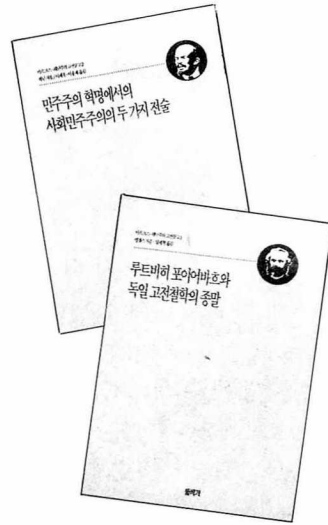 민주주의 혁명에서의
사회민주주의의 두 가지 전술
루트비히 포이어바흐와
독일 고전철학의 종말
돌베개